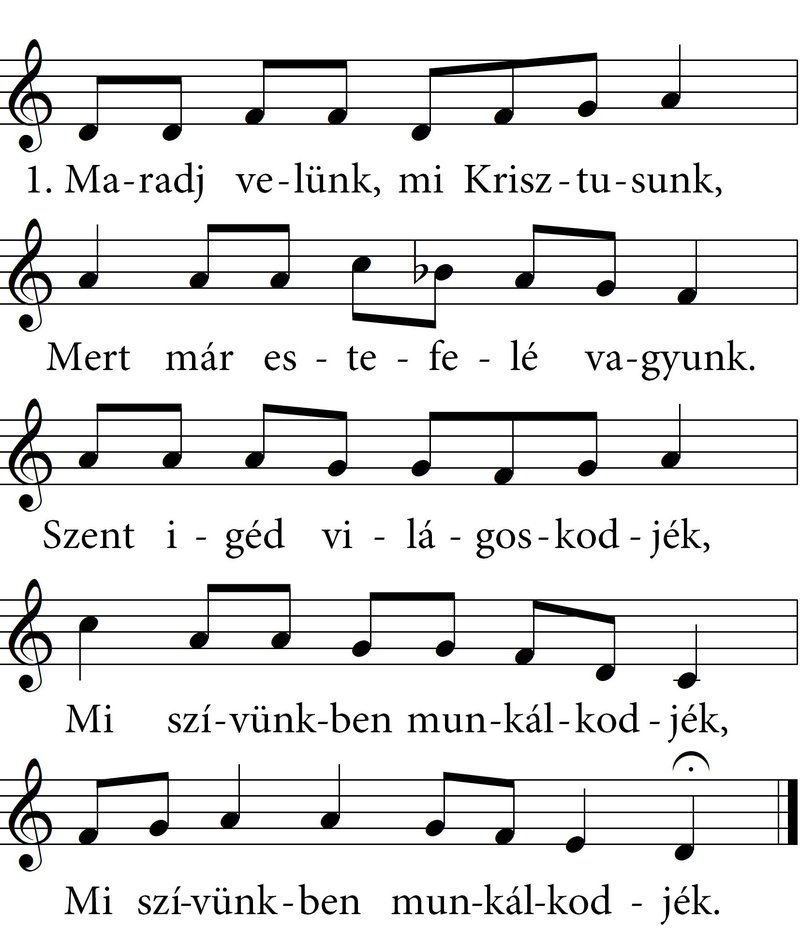 1. Ma-radj ve-lünk, mi Krisz-tu-sunk,
Mert már es - te - fe - lé va-gyunk.
Szent i - géd vi - lá - gos-kod - jék,
Mi szí-vünk-ben mun-kál-kod - jék,
Mi szí-vünk-ben mun-kál-kod - jék.